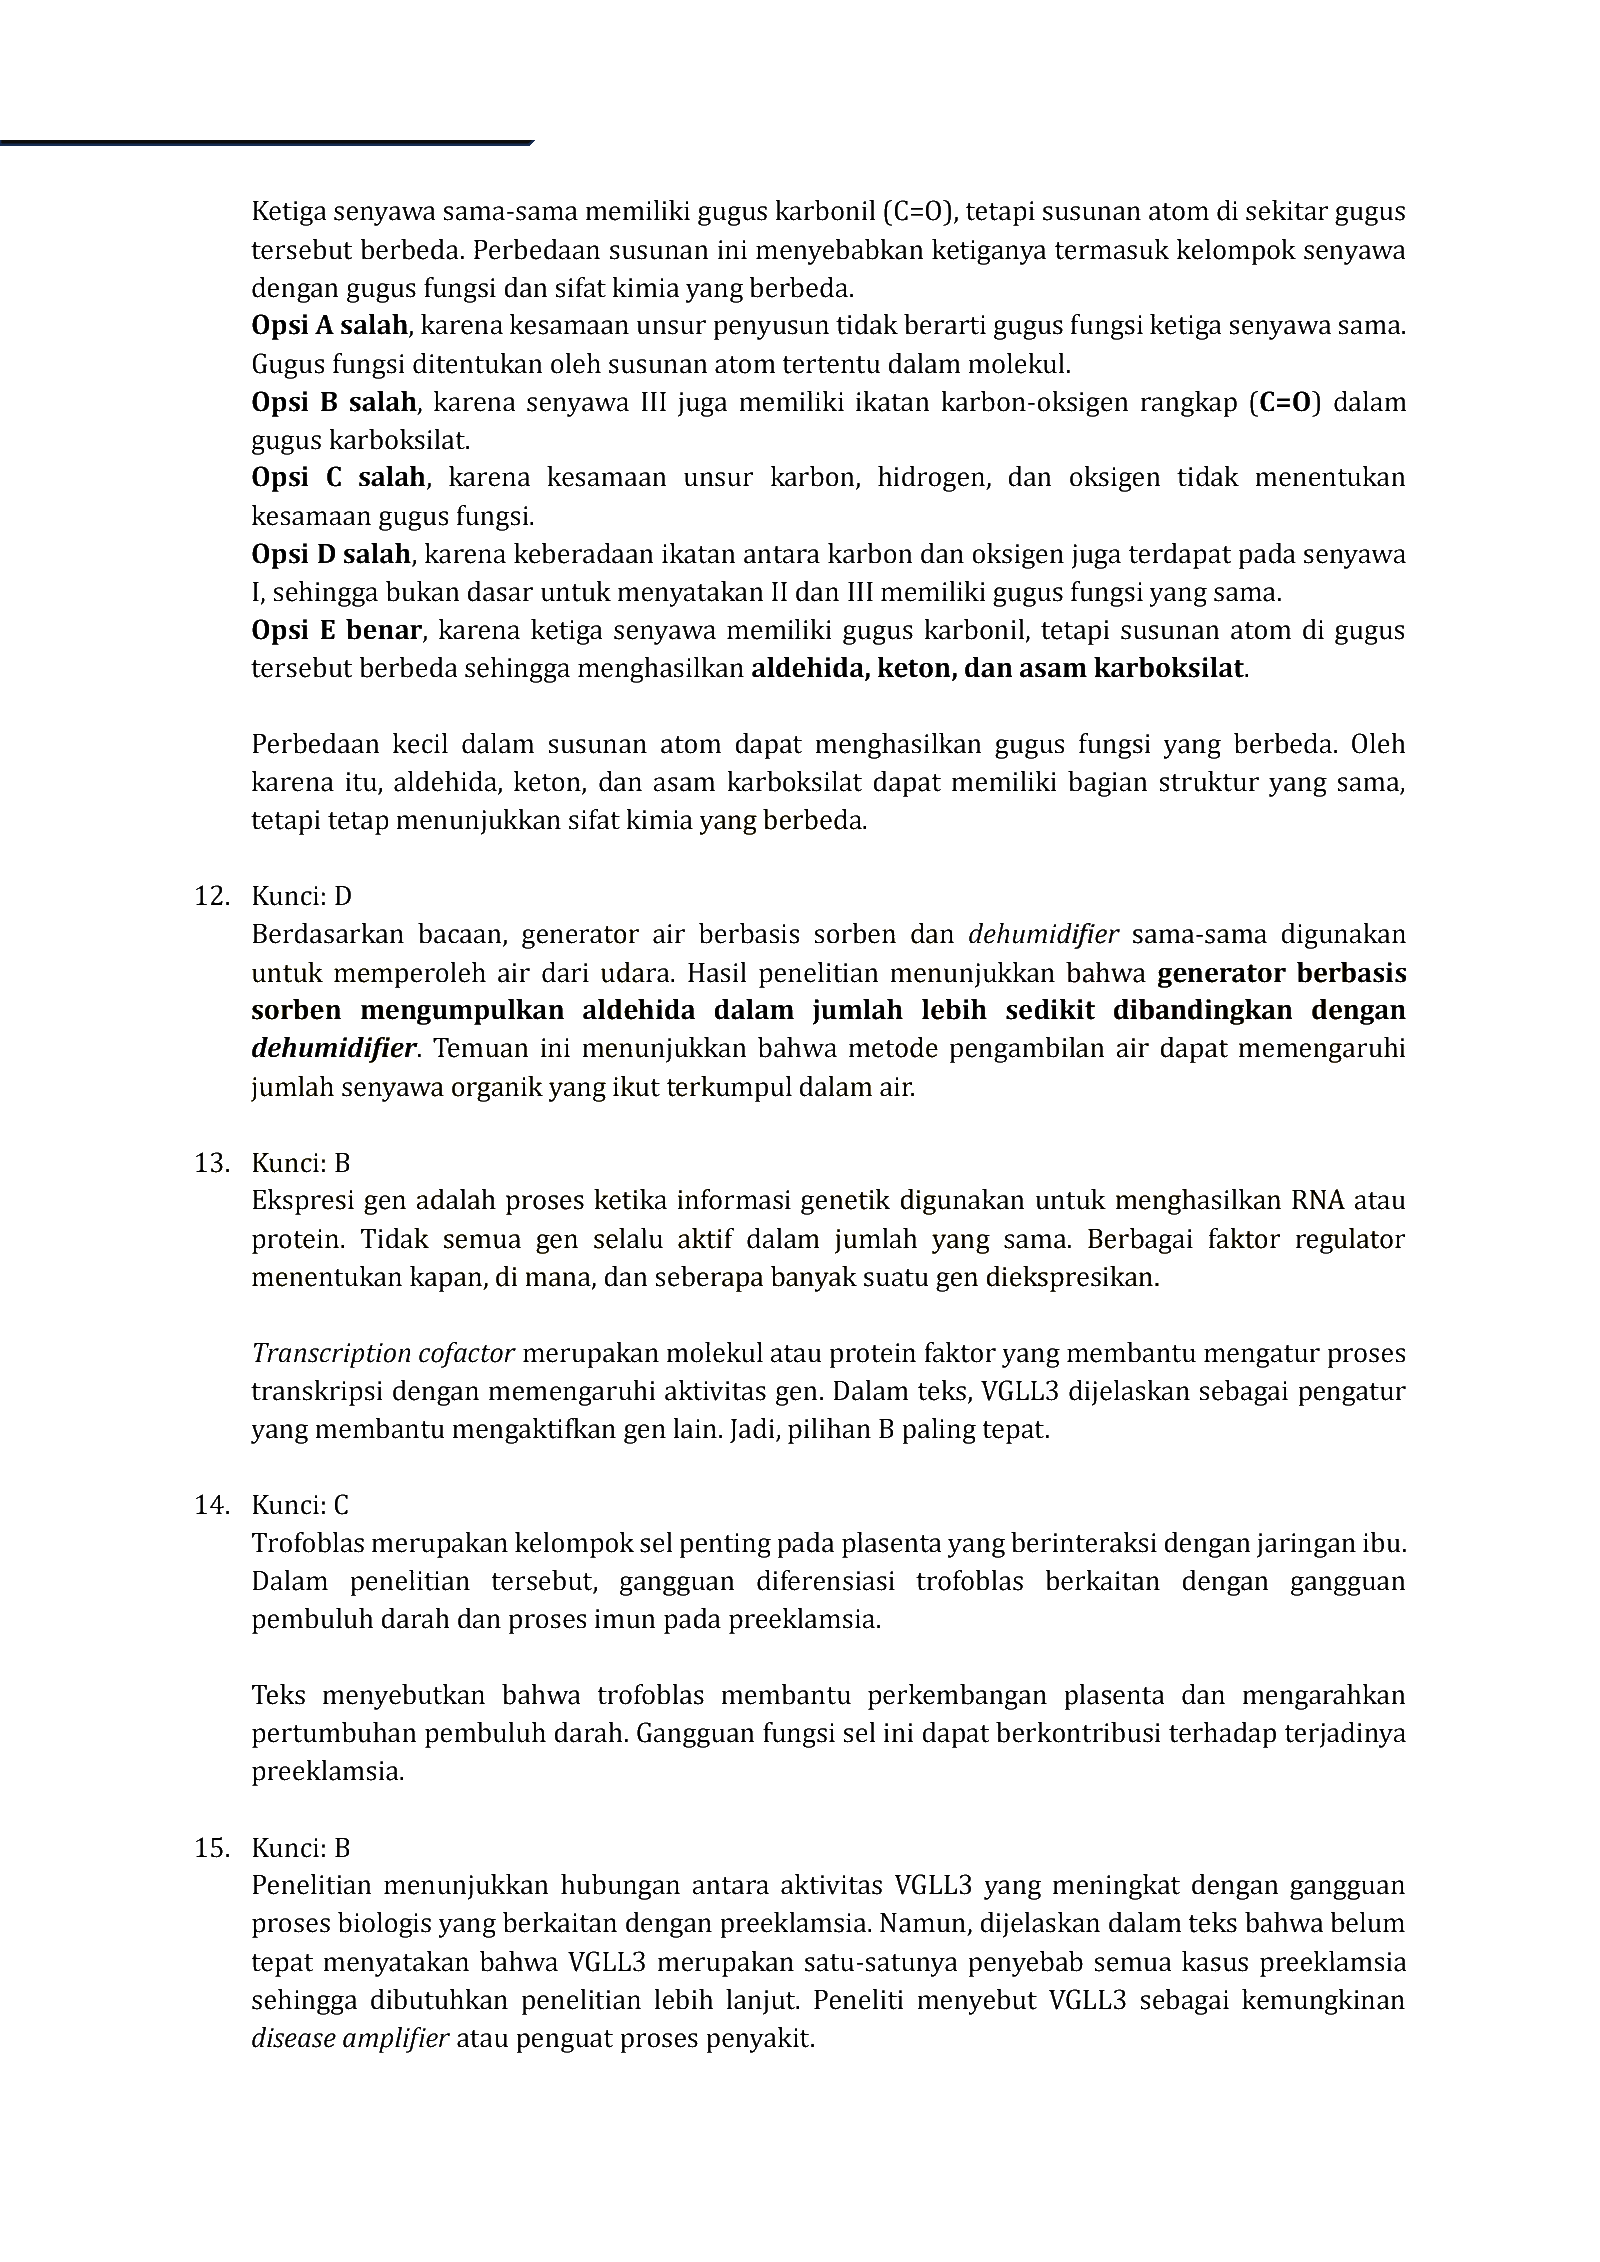 Ketiga senyawa sama-sama memiliki gugus karbonil (C=O), tetapi susunan atom di sekitar gugus
tersebut berbeda. Perbedaan susunan ini menyebabkan ketiganya termasuk kelompok senyawa
dengan gugus fungsi dan sifat kimia yang berbeda.
Opsi A salah, karena kesamaan unsur penyusun tidak berarti gugus fungsi ketiga senyawa sama.
Gugus fungsi ditentukan oleh susunan atom tertentu dalam molekul.
Opsi B salah, karena senyawa III juga memiliki ikatan karbon-oksigen rangkap (C=O) dalam
gugus karboksilat.
Opsi C salah, karena kesamaan unsur karbon, hidrogen, dan oksigen tidak menentukan
kesamaan gugus fungsi.
Opsi D salah, karena keberadaan ikatan antara karbon dan oksigen juga terdapat pada senyawa
I, sehingga bukan dasar untuk menyatakan II dan III memiliki gugus fungsi yang sama.
Opsi E benar, karena ketiga senyawa memiliki gugus karbonil, tetapi susunan atom di gugus
tersebut berbeda sehingga menghasilkan aldehida, keton, dan asam karboksilat.
Perbedaan kecil dalam susunan atom dapat menghasilkan gugus fungsi yang berbeda. Oleh
karena itu, aldehida, keton, dan asam karboksilat dapat memiliki bagian struktur yang sama,
tetapi tetap menunjukkan sifat kimia yang berbeda.
12. Kunci: D
Berdasarkan bacaan, generator air berbasis sorben dan dehumidifier sama-sama digunakan
untuk memperoleh air dari udara. Hasil penelitian menunjukkan bahwa generator berbasis
sorben mengumpulkan aldehida dalam jumlah lebih sedikit dibandingkan dengan
dehumidifier. Temuan ini menunjukkan bahwa metode pengambilan air dapat memengaruhi
jumlah senyawa organik yang ikut terkumpul dalam air.
13. Kunci: B
Ekspresi gen adalah proses ketika informasi genetik digunakan untuk menghasilkan RNA atau
protein. Tidak semua gen selalu aktif dalam jumlah yang sama. Berbagai faktor regulator
menentukan kapan, di mana, dan seberapa banyak suatu gen diekspresikan.
Transcription cofactor merupakan molekul atau protein faktor yang membantu mengatur proses
transkripsi dengan memengaruhi aktivitas gen. Dalam teks, VGLL3 dijelaskan sebagai pengatur
yang membantu mengaktifkan gen lain. Jadi, pilihan B paling tepat.
14. Kunci: C
Trofoblas merupakan kelompok sel penting pada plasenta yang berinteraksi dengan jaringan ibu.
Dalam penelitian tersebut, gangguan diferensiasi trofoblas berkaitan dengan gangguan
pembuluh darah dan proses imun pada preeklamsia.
Teks menyebutkan bahwa trofoblas membantu perkembangan plasenta dan mengarahkan
pertumbuhan pembuluh darah. Gangguan fungsi sel ini dapat berkontribusi terhadap terjadinya
preeklamsia.
15. Kunci: B
Penelitian menunjukkan hubungan antara aktivitas VGLL3 yang meningkat dengan gangguan
proses biologis yang berkaitan dengan preeklamsia. Namun, dijelaskan dalam teks bahwa belum
tepat menyatakan bahwa VGLL3 merupakan satu-satunya penyebab semua kasus preeklamsia
sehingga dibutuhkan penelitian lebih lanjut. Peneliti menyebut VGLL3 sebagai kemungkinan
disease amplifier atau penguat proses penyakit.